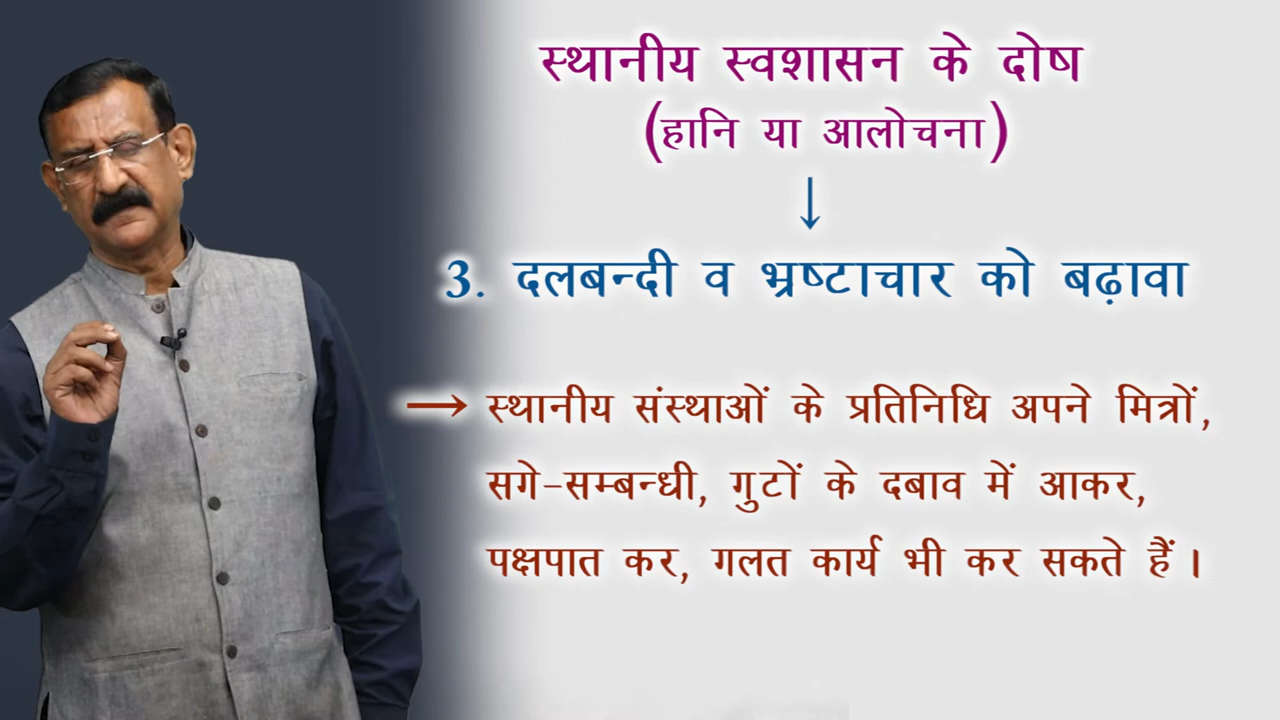 स्थानीय स्वशासन के दोष
(हानि या आलोचना)
↓
3. दलबन्दी व भ्रष्टाचार को बढ़ावा
→ स्थानीय संस्थाओं के प्रतिनिधि अपने मित्रों,
सगे-सम्बन्धी, गुटों के दबाव में आकर,
पक्षपात कर, गलत कार्य भी कर सकते हैं ।